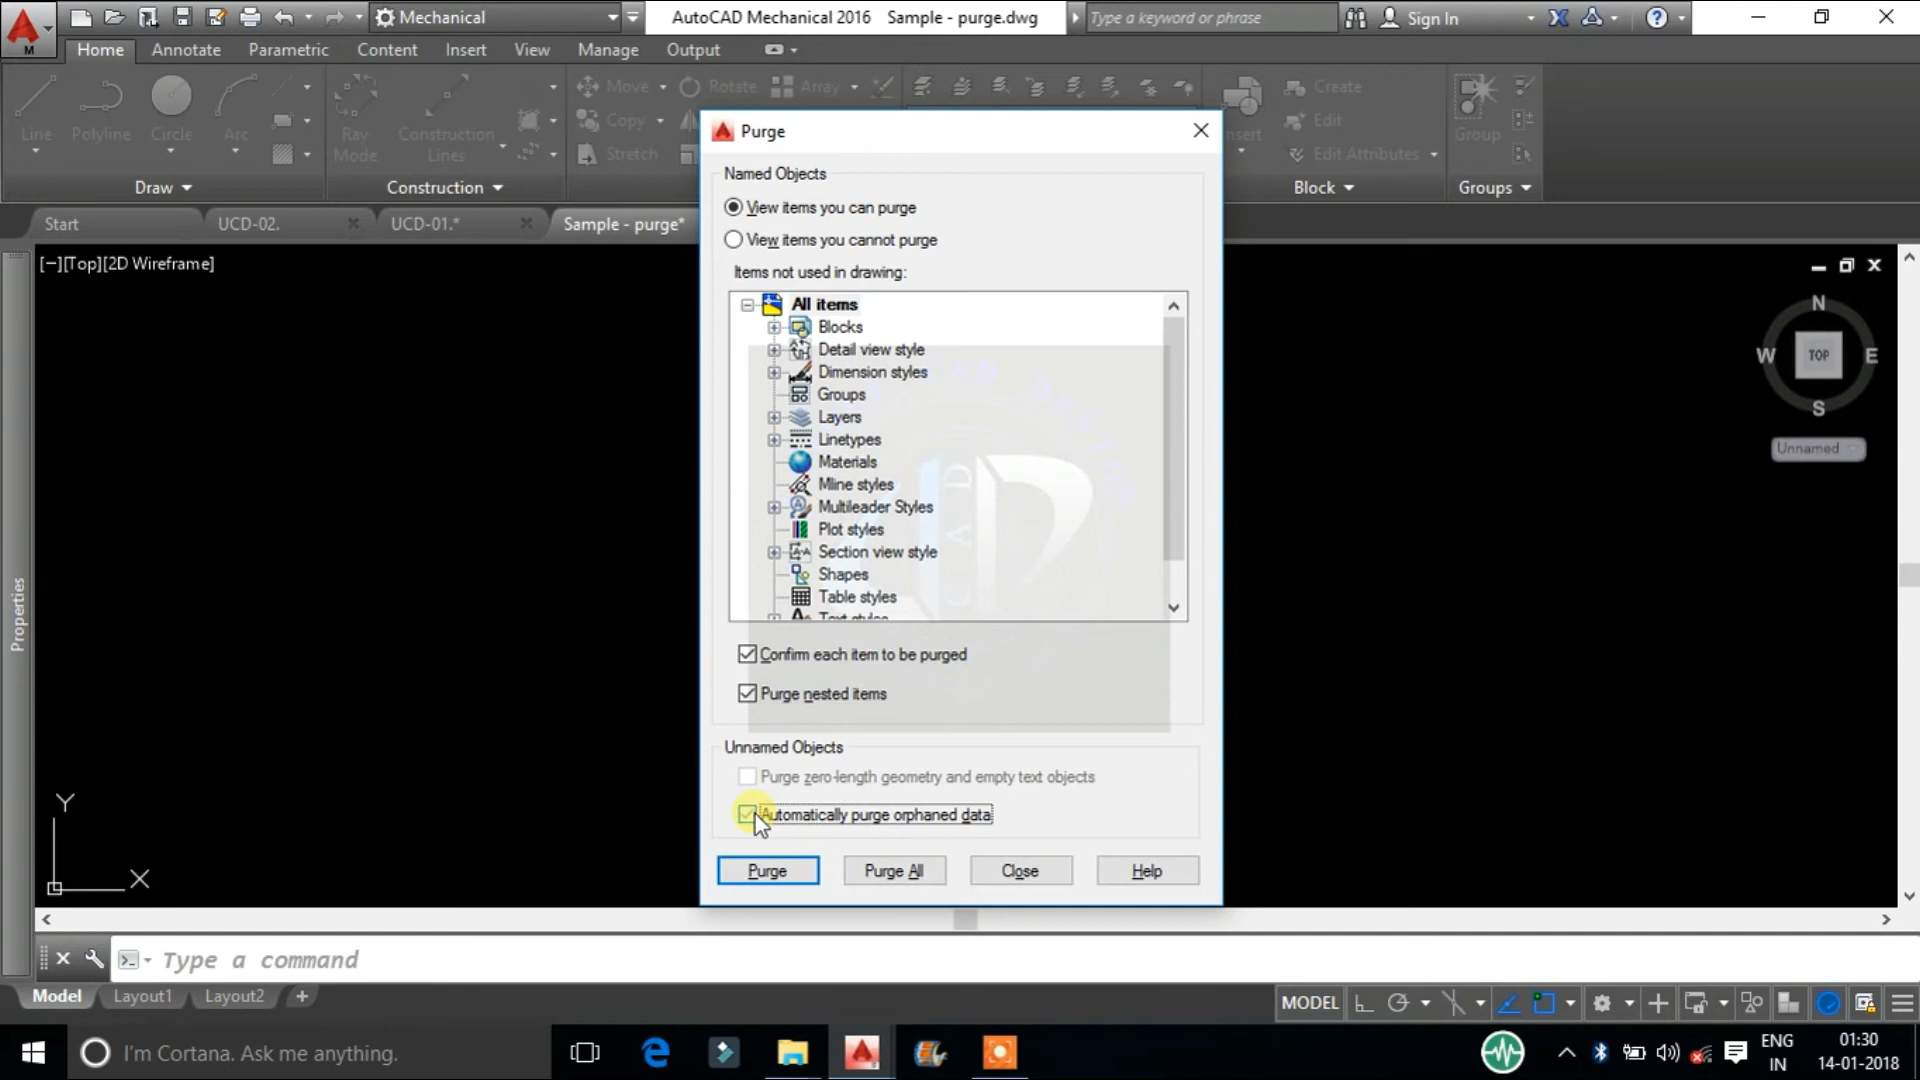 Mechanical
AutoCAD Mechanical 2016 Sample - purge.dwg
Type a keyword or phrase
Sign In
M
Home
Annotate
Parametric
Content
Insert
View
Manage
Output
Line
Polyline
Circle
Arc
Ray
Mode
Construction
Lines
Move
Rotate
Array
Copy
Stretch
Create
Edit
Edit Attributes
Group
Draw
Construction
Block
Groups
Start
UCD-02.
UCD-01.*
Sample - purge*
[−][Top][2D Wireframe]
Purge
Named Objects
View items you can purge
View items you cannot purge
Items not used in drawing:
All items
Blocks
Detail view style
Dimension styles
Groups
Layers
Linetypes
Materials
Mline styles
Multileader Styles
Plot styles
Section view style
Shapes
Table styles
Text styles
Confirm each item to be purged
Purge nested items
Unnamed Objects
Purge zero-length geometry and empty text objects
Automatically purge orphaned data
Purge
Purge All
Close
Help
N
W
TOP
E
S
Unnamed
Properties
Y
X
Type a command
Model
Layout1
Layout2
MODEL
I'm Cortana. Ask me anything.
ENG
IN
01:30
14-01-2018